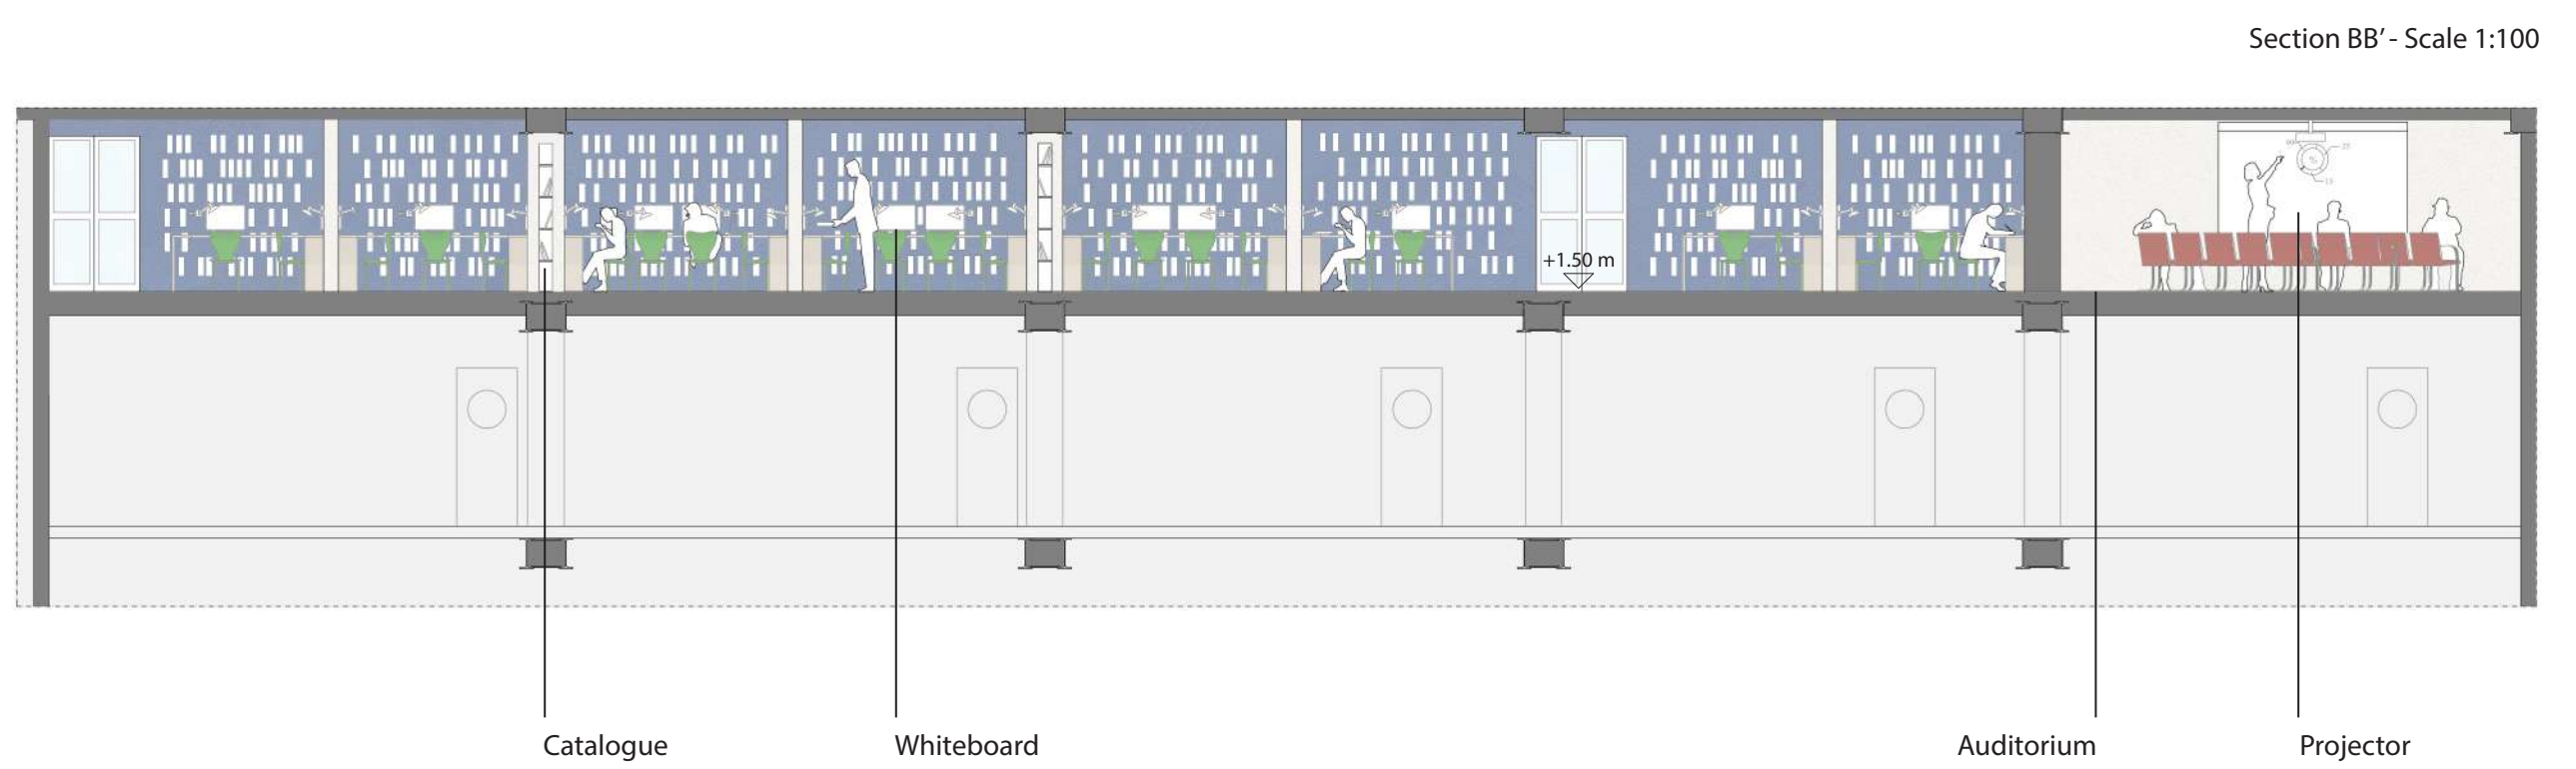 Section BB’ - Scale 1:100
%
+1.50 m
Catalogue
Whiteboard
Auditorium
Projector